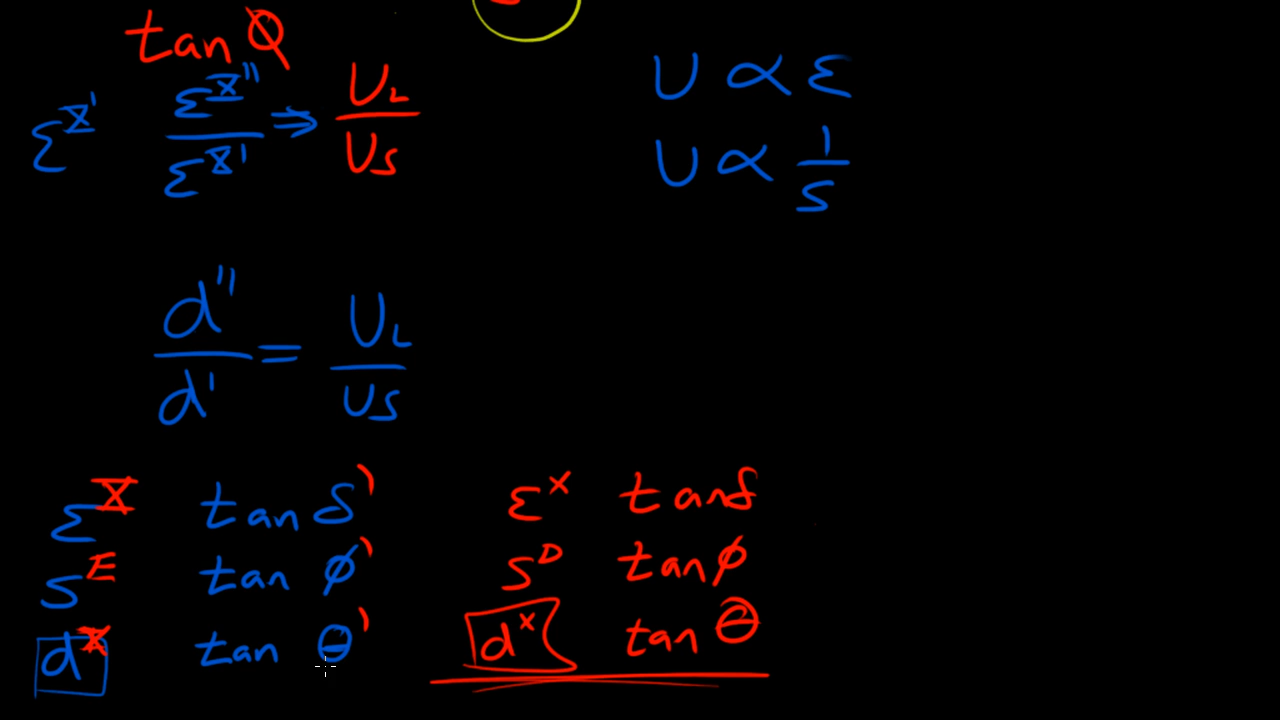 tan φ
ε^X' ε^X''/ε^X' ⇒ U_L/U_S
U ∝ ε
U ∝ 1/s
d''/d' = U_L/U_S
ε^X tan δ'
s^E tan φ'
d^X tan θ'
ε^x tan δ
s^D tan φ
d^x tan θ